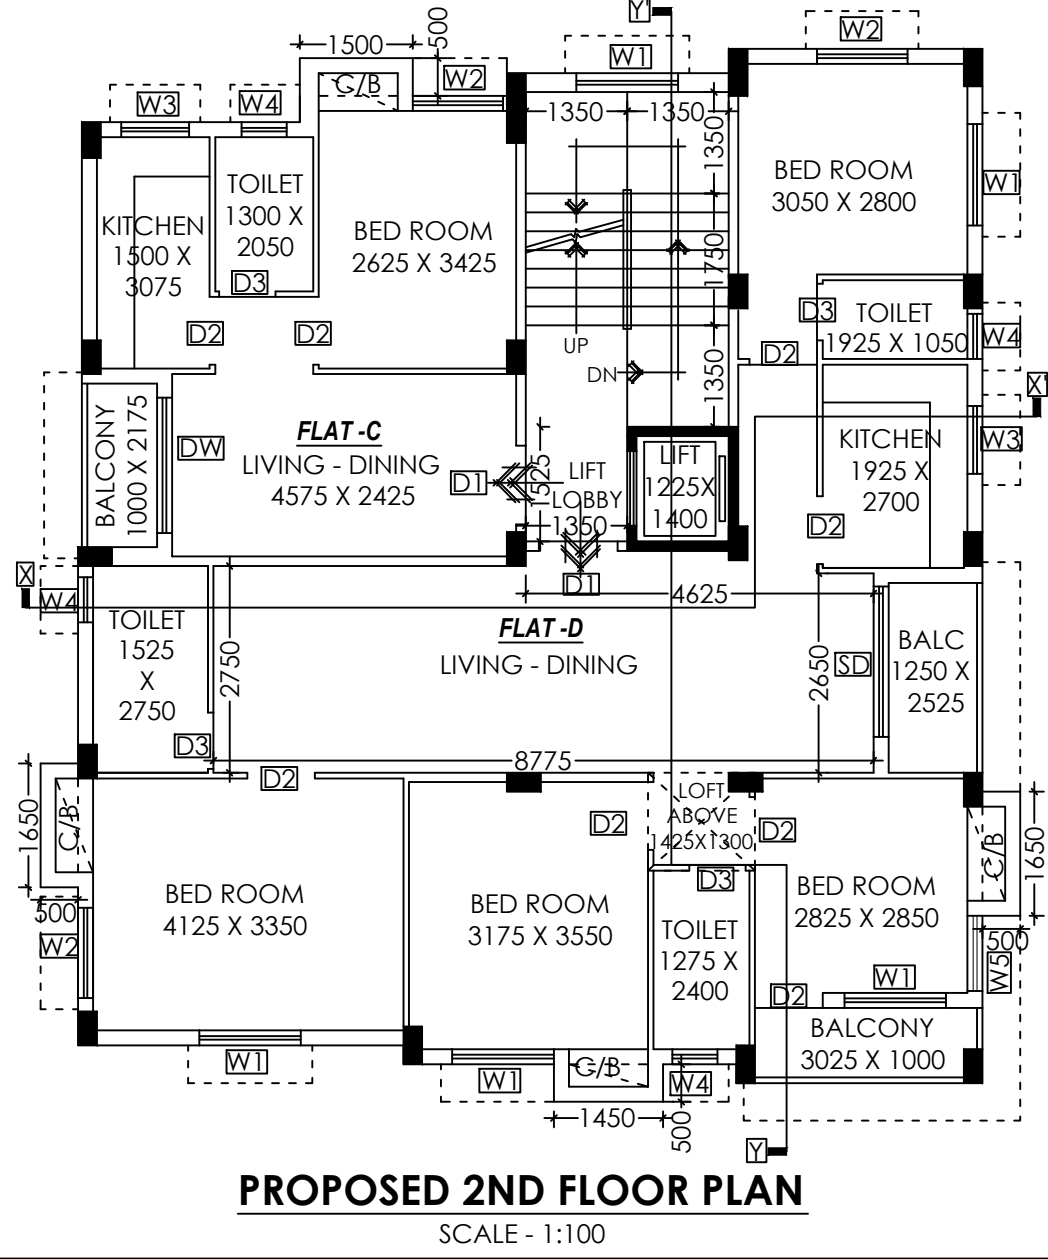 Y'
1500
500
W2
W1
W2
C/B
W3
W4
1350
1350
1350
BED ROOM
3050 X 2800
W1
TOILET
1300 X
2050
KITCHEN
1500 X
3075
BED ROOM
2625 X 3425
D3
1750
D3
TOILET
1925 X 1050
W4
D2
D2
UP
DN
D2
1350
X'
BALCONY
1000 X 2175
DW
FLAT -C
LIVING - DINING
4575 X 2425
D1
525
LIFT
LOBBY
1350
LIFT
1225X
1400
KITCHEN
1925 X
2700
W3
D2
X
W4
D1
4625
TOILET
1525
X
2750
2750
FLAT -D
LIVING - DINING
2650
SD
BALC
1250 X
2525
D3
8775
D2
1650
C/B
LOFT
ABOVE
1425X1300
D2
D2
C/B
1650
BED ROOM
4125 X 3350
BED ROOM
3175 X 3550
D3
BED ROOM
2825 X 2850
500
W2
TOILET
1275 X
2400
500
W5
W1
D2
BALCONY
3025 X 1000
W1
W1
C/B
W4
1450
500
Y
PROPOSED 2ND FLOOR PLAN
SCALE - 1:100